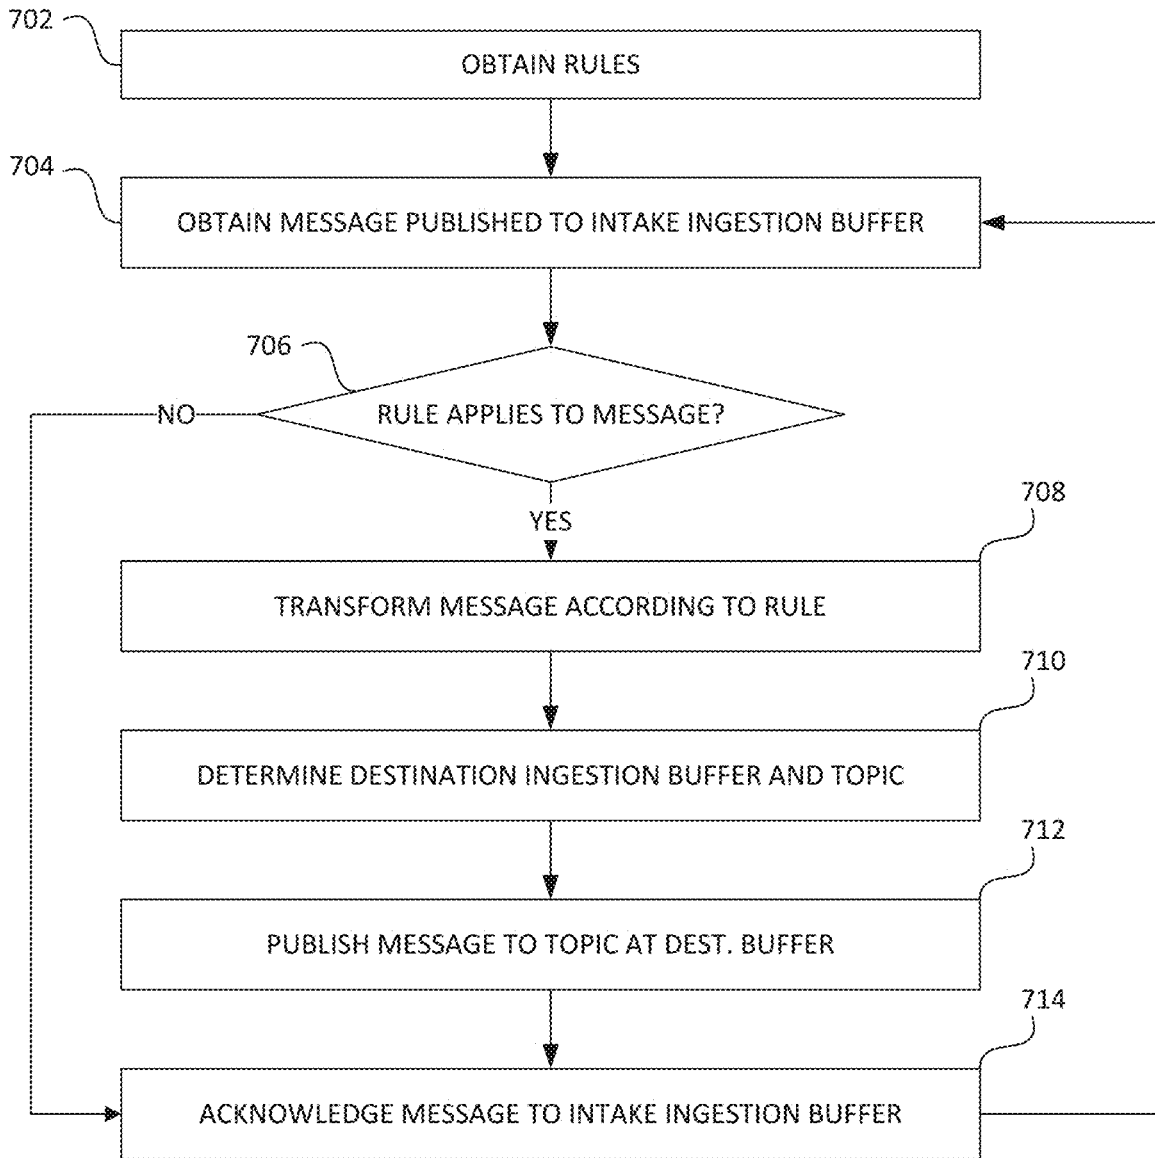 702
OBTAIN RULES
704
OBTAIN MESSAGE PUBLISHED TO INTAKE INGESTION BUFFER
706
RULE APPLIES TO MESSAGE?
NO
YES
708
TRANSFORM MESSAGE ACCORDING TO RULE
710
DETERMINE DESTINATION INGESTION BUFFER AND TOPIC
712
PUBLISH MESSAGE TO TOPIC AT DEST. BUFFER
714
ACKNOWLEDGE MESSAGE TO INTAKE INGESTION BUFFER